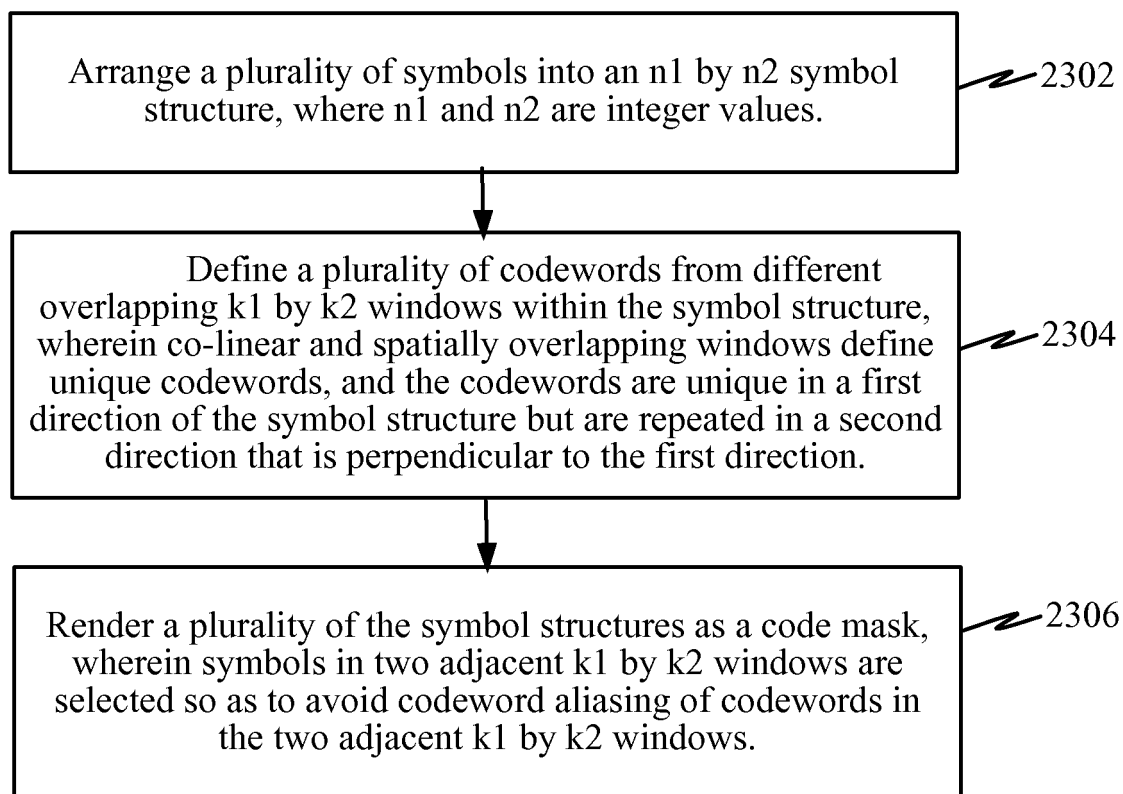 Arrange a plurality of symbols into an n1 by n2 symbol
structure, where n1 and n2 are integer values.
2302
Define a plurality of codewords from different
overlapping k1 by k2 windows within the symbol structure,
wherein co-linear and spatially overlapping windows define
unique codewords, and the codewords are unique in a first
direction of the symbol structure but are repeated in a second
direction that is perpendicular to the first direction.
2304
Render a plurality of the symbol structures as a code mask,
wherein symbols in two adjacent k1 by k2 windows are
selected so as to avoid codeword aliasing of codewords in
the two adjacent k1 by k2 windows.
2306